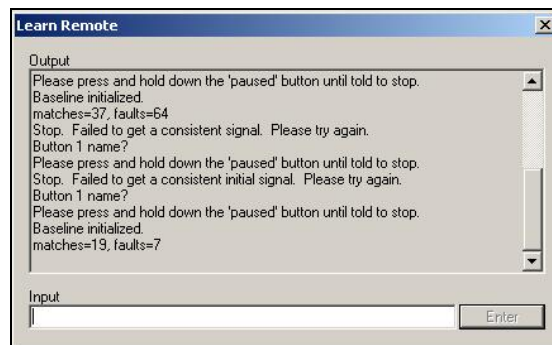 Learn Remote
Output
Please press and hold down the 'paused' button until told to stop.
Baseline initialized.
matches=37, faults=64
Stop.  Failed to get a consistent signal.  Please try again.
Button 1 name?
Please press and hold down the 'paused' button until told to stop.
Stop.  Failed to get a consistent initial signal.  Please try again.
Button 1 name?
Please press and hold down the 'paused' button until told to stop.
Baseline initialized.
matches=19, faults=7
Input
Enter